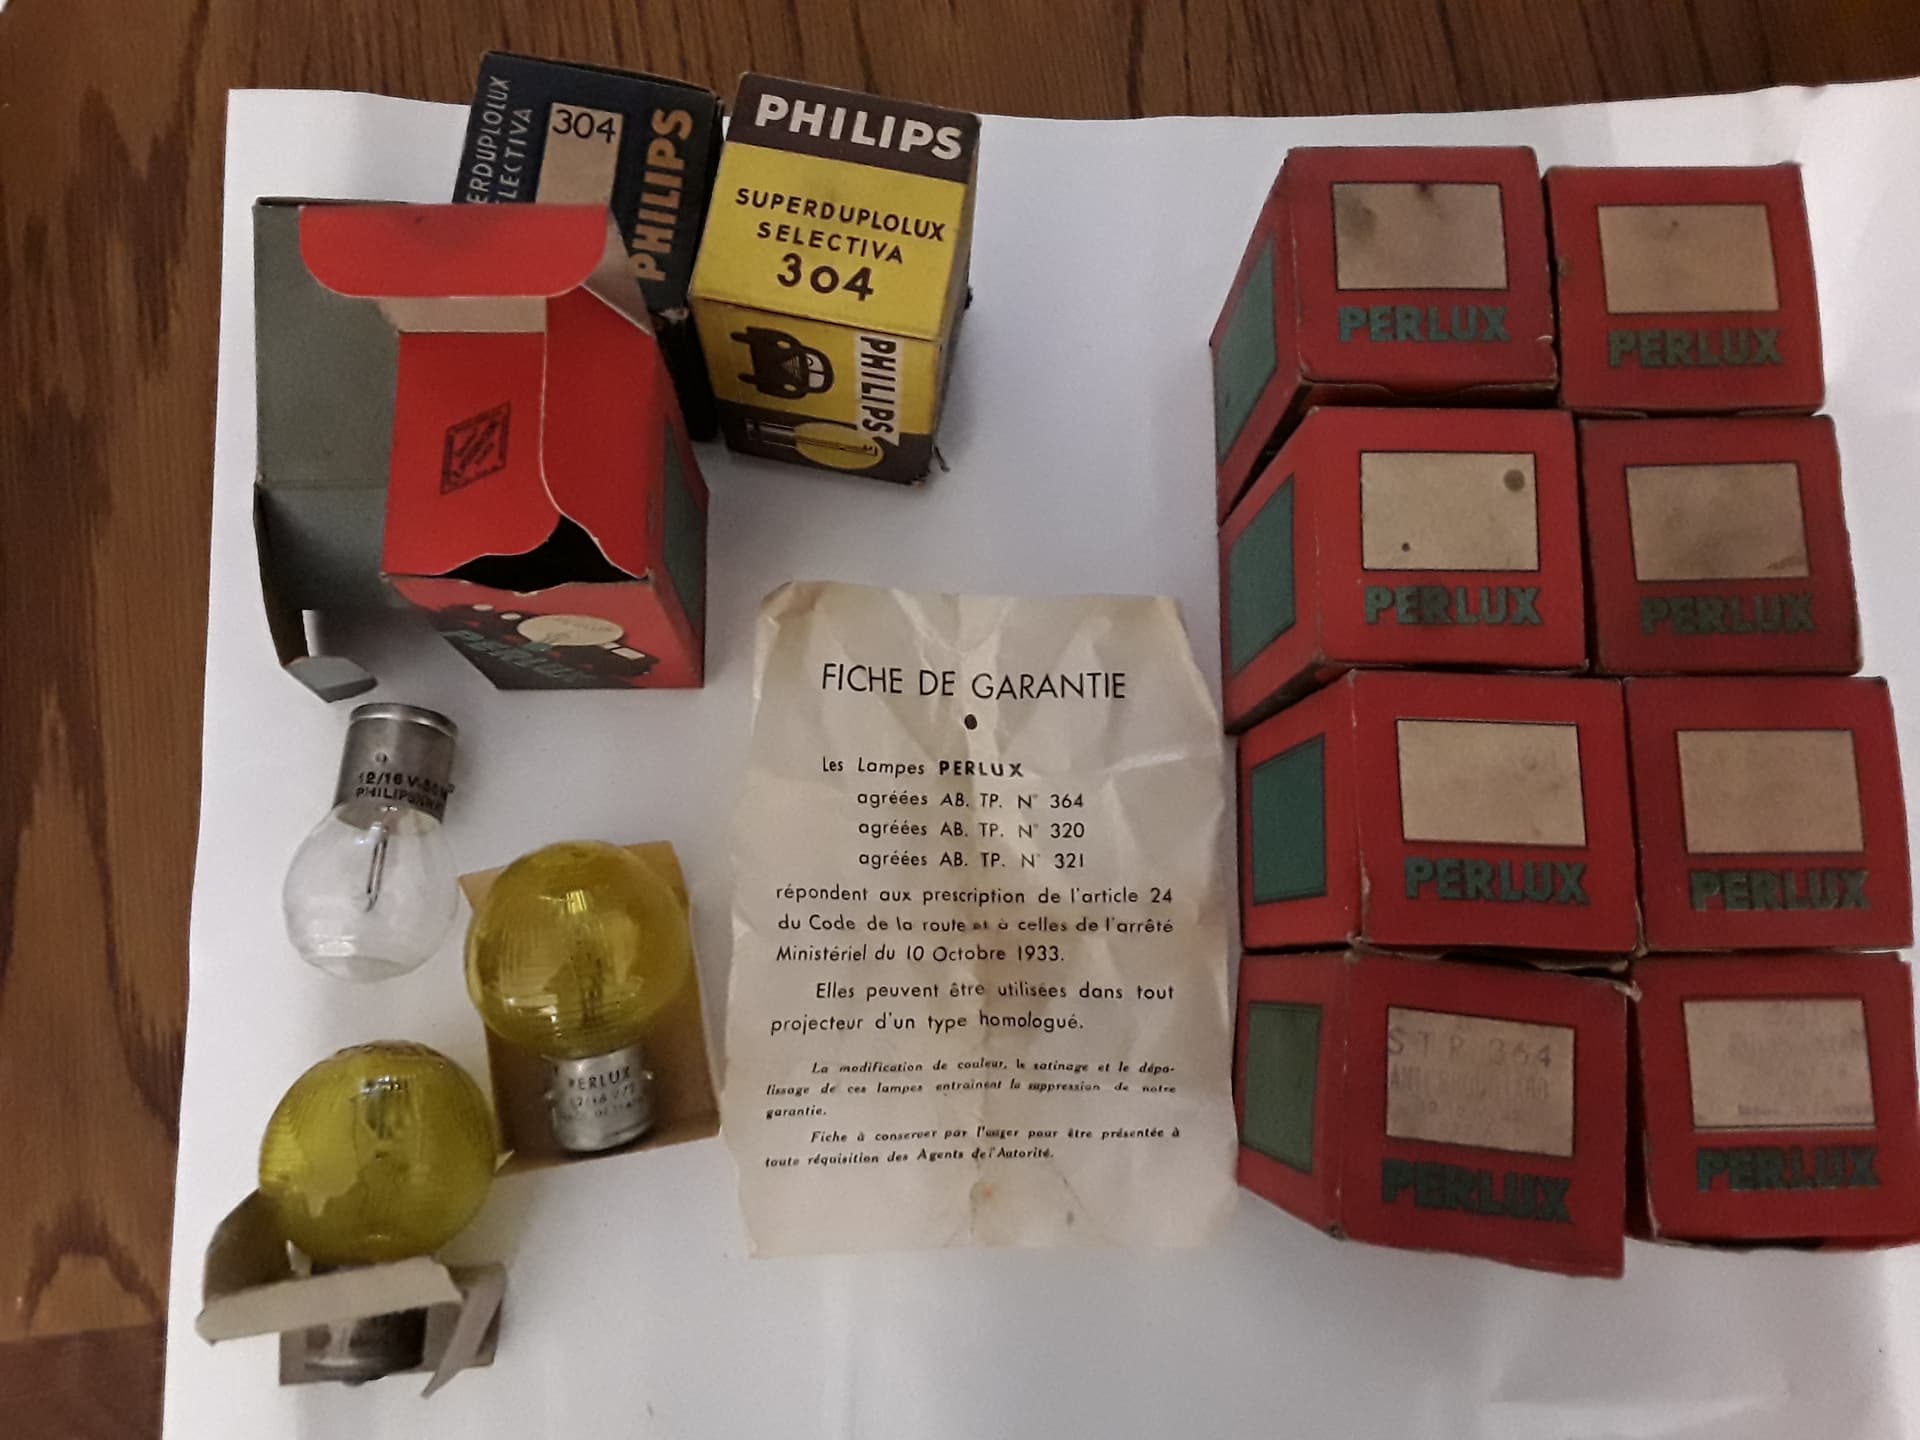 304
PHILIPS
PHILIPS
SUPERDUPLOLUX
SELECTIVA
304
PHILIPS
PERLUX
12/16 V
PHILIPS
PERLUX
FICHE DE GARANTIE
Les Lampes PERLUX
agréées AB. TP. N° 364
agréées AB. TP. N° 320
agréées AB. TP. N° 321
répondent aux prescription de l'article 24
du Code de la route et à celles de l'arrêté
Ministériel du 10 Octobre 1933.
Elles peuvent être utilisées dans tout
projecteur d'un type homologué.
La modification de couleur, le satinage et le dépo-
lissage de ces lampes entrainent la suppression de notre
garantie.
Fiche à conserver par l'usager pour être présentée à
toute réquisition des Agents de l'Autorité.
PERLUX
PERLUX
PERLUX
PERLUX
PERLUX
PERLUX
364
PERLUX
PERLUX